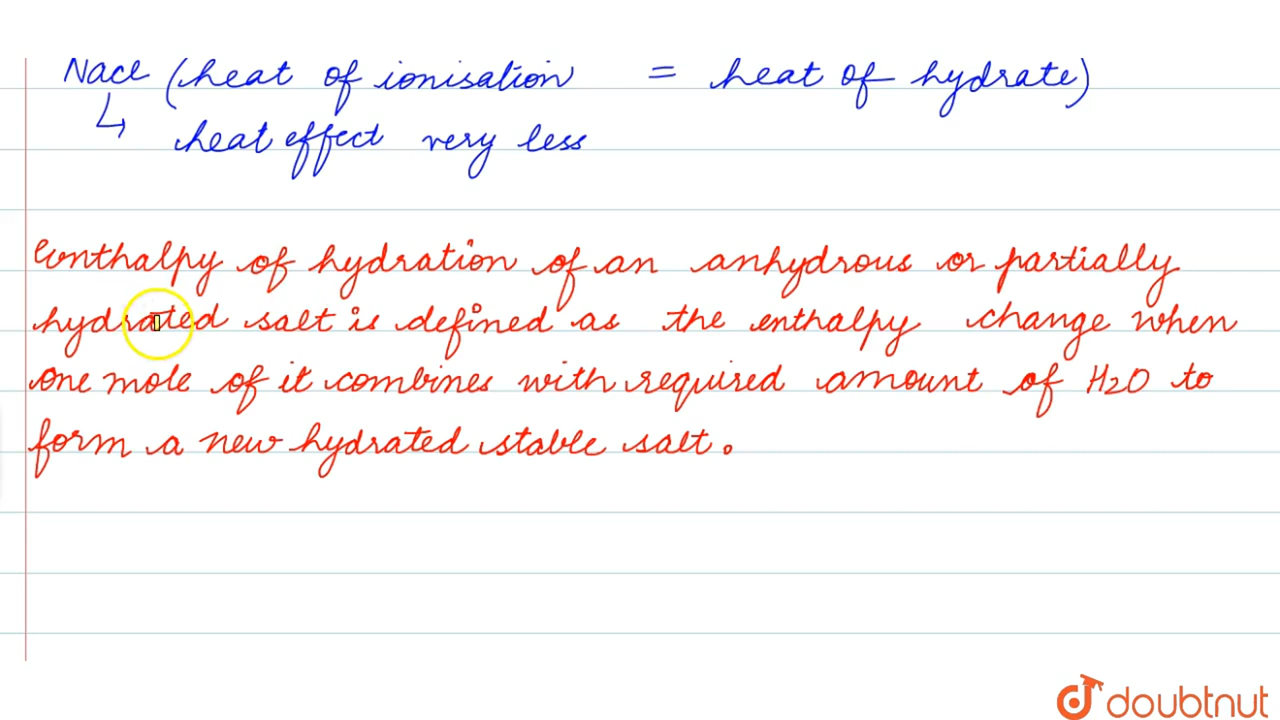 Nacl (heat of ionisation = heat of hydrate)
↳ heat effect very less
Enthalpy of hydration of an anhydrous or partially
hydrated salt is defined as the enthalpy change when
one mole of it combines with required amount of H2O to
form a new hydrated stable salt.
doubtnut